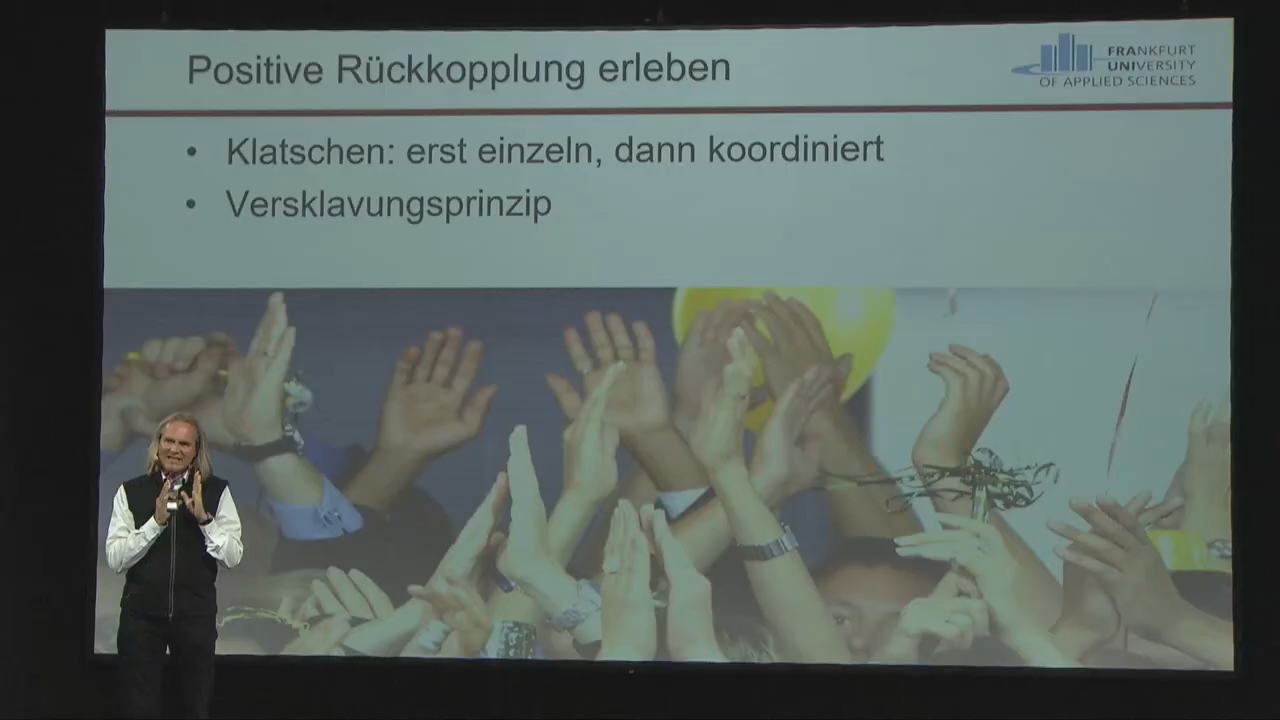 Positive Rückkopplung erleben
FRANKFURT
UNIVERSITY
OF APPLIED SCIENCES
• Klatschen: erst einzeln, dann koordiniert
• Versklavungsprinzip